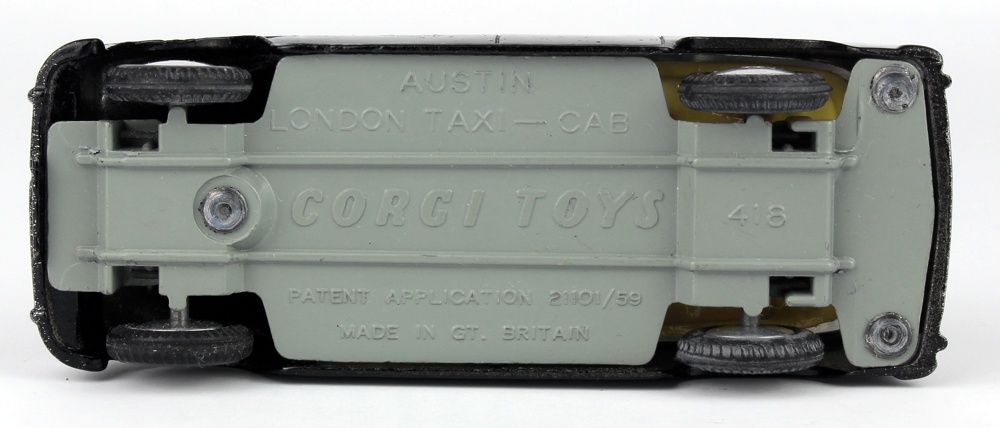 AUSTIN
LONDON TAXI — CAB
CORGI TOYS
418
PATENT APPLICATION 21101/59
MADE IN GT. BRITAIN